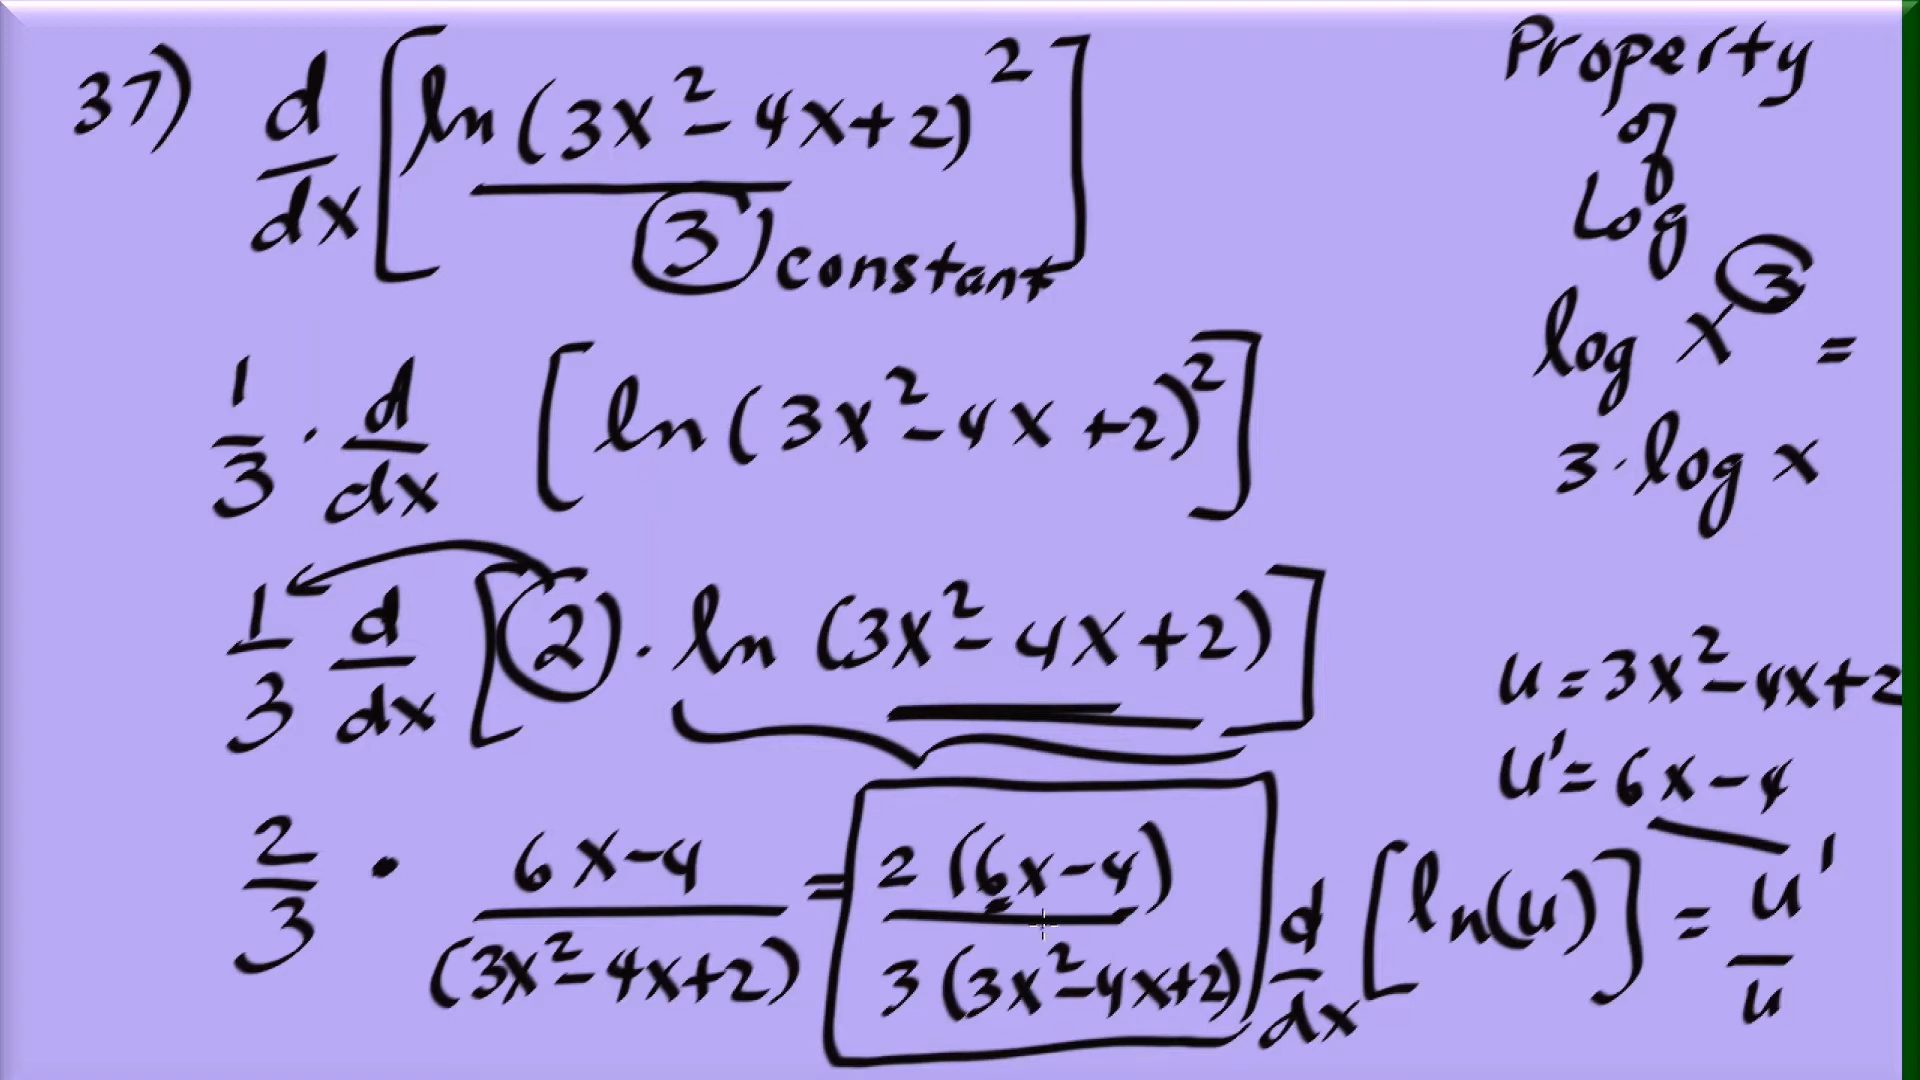 37) d/dx [ln(3x²-4x+2)² / 3] constant
1/3 · d/dx [ln(3x²-4x+2)²]
1/3 d/dx [2 · ln(3x²-4x+2)]
2/3 · 6x-4 / (3x²-4x+2) = 2(6x-4) / 3(3x²-4x+2)
Property
of
Log
log x³ =
3·log x
u=3x²-4x+2
u'=6x-4
d/dx [ln(u)] = u'/u